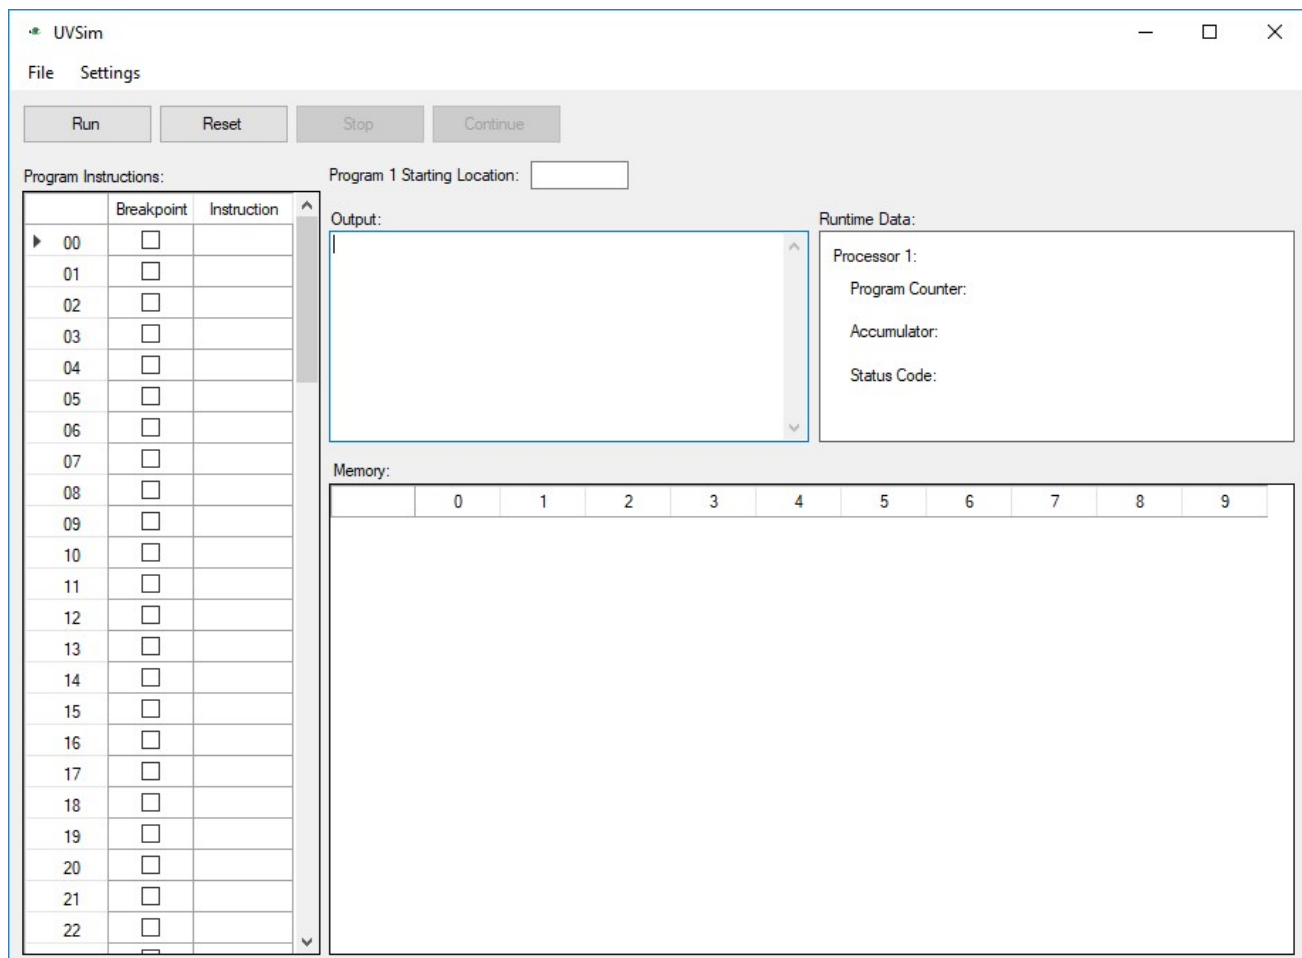 UVSim
File Settings
Run Reset Stop Continue
Program Instructions:
Breakpoint Instruction
00
01
02
03
04
05
06
07
08
09
10
11
12
13
14
15
16
17
18
19
20
21
22
Program 1 Starting Location:
Output:
Runtime Data:
Processor 1:
Program Counter:
Accumulator:
Status Code:
Memory:
0 1 2 3 4 5 6 7 8 9